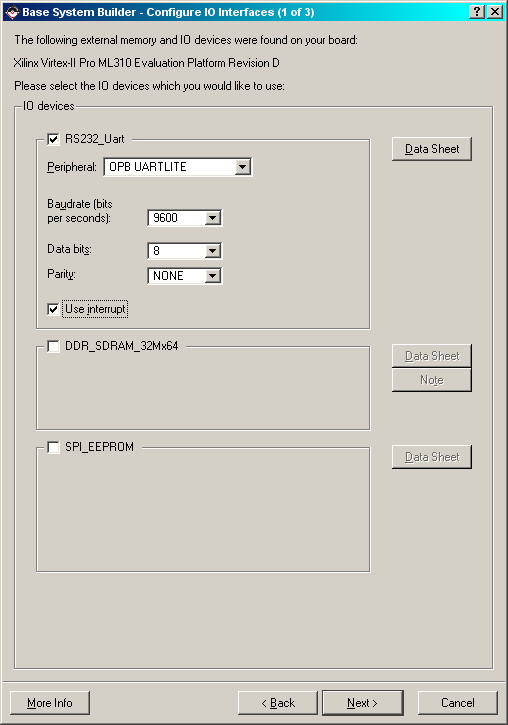 Base System Builder - Configure IO Interfaces (1 of 3)
The following external memory and IO devices were found on your board:
Xilinx Virtex-II Pro ML310 Evaluation Platform Revision D
Please select the IO devices which you would like to use:
IO devices
RS232_Uart
Data Sheet
Peripheral: OPB UARTLITE
Baudrate (bits
per seconds): 9600
Data bits: 8
Parity: NONE
Use interrupt
DDR_SDRAM_32Mx64
Data Sheet
Note
SPI_EEPROM
Data Sheet
More Info < Back Next > Cancel